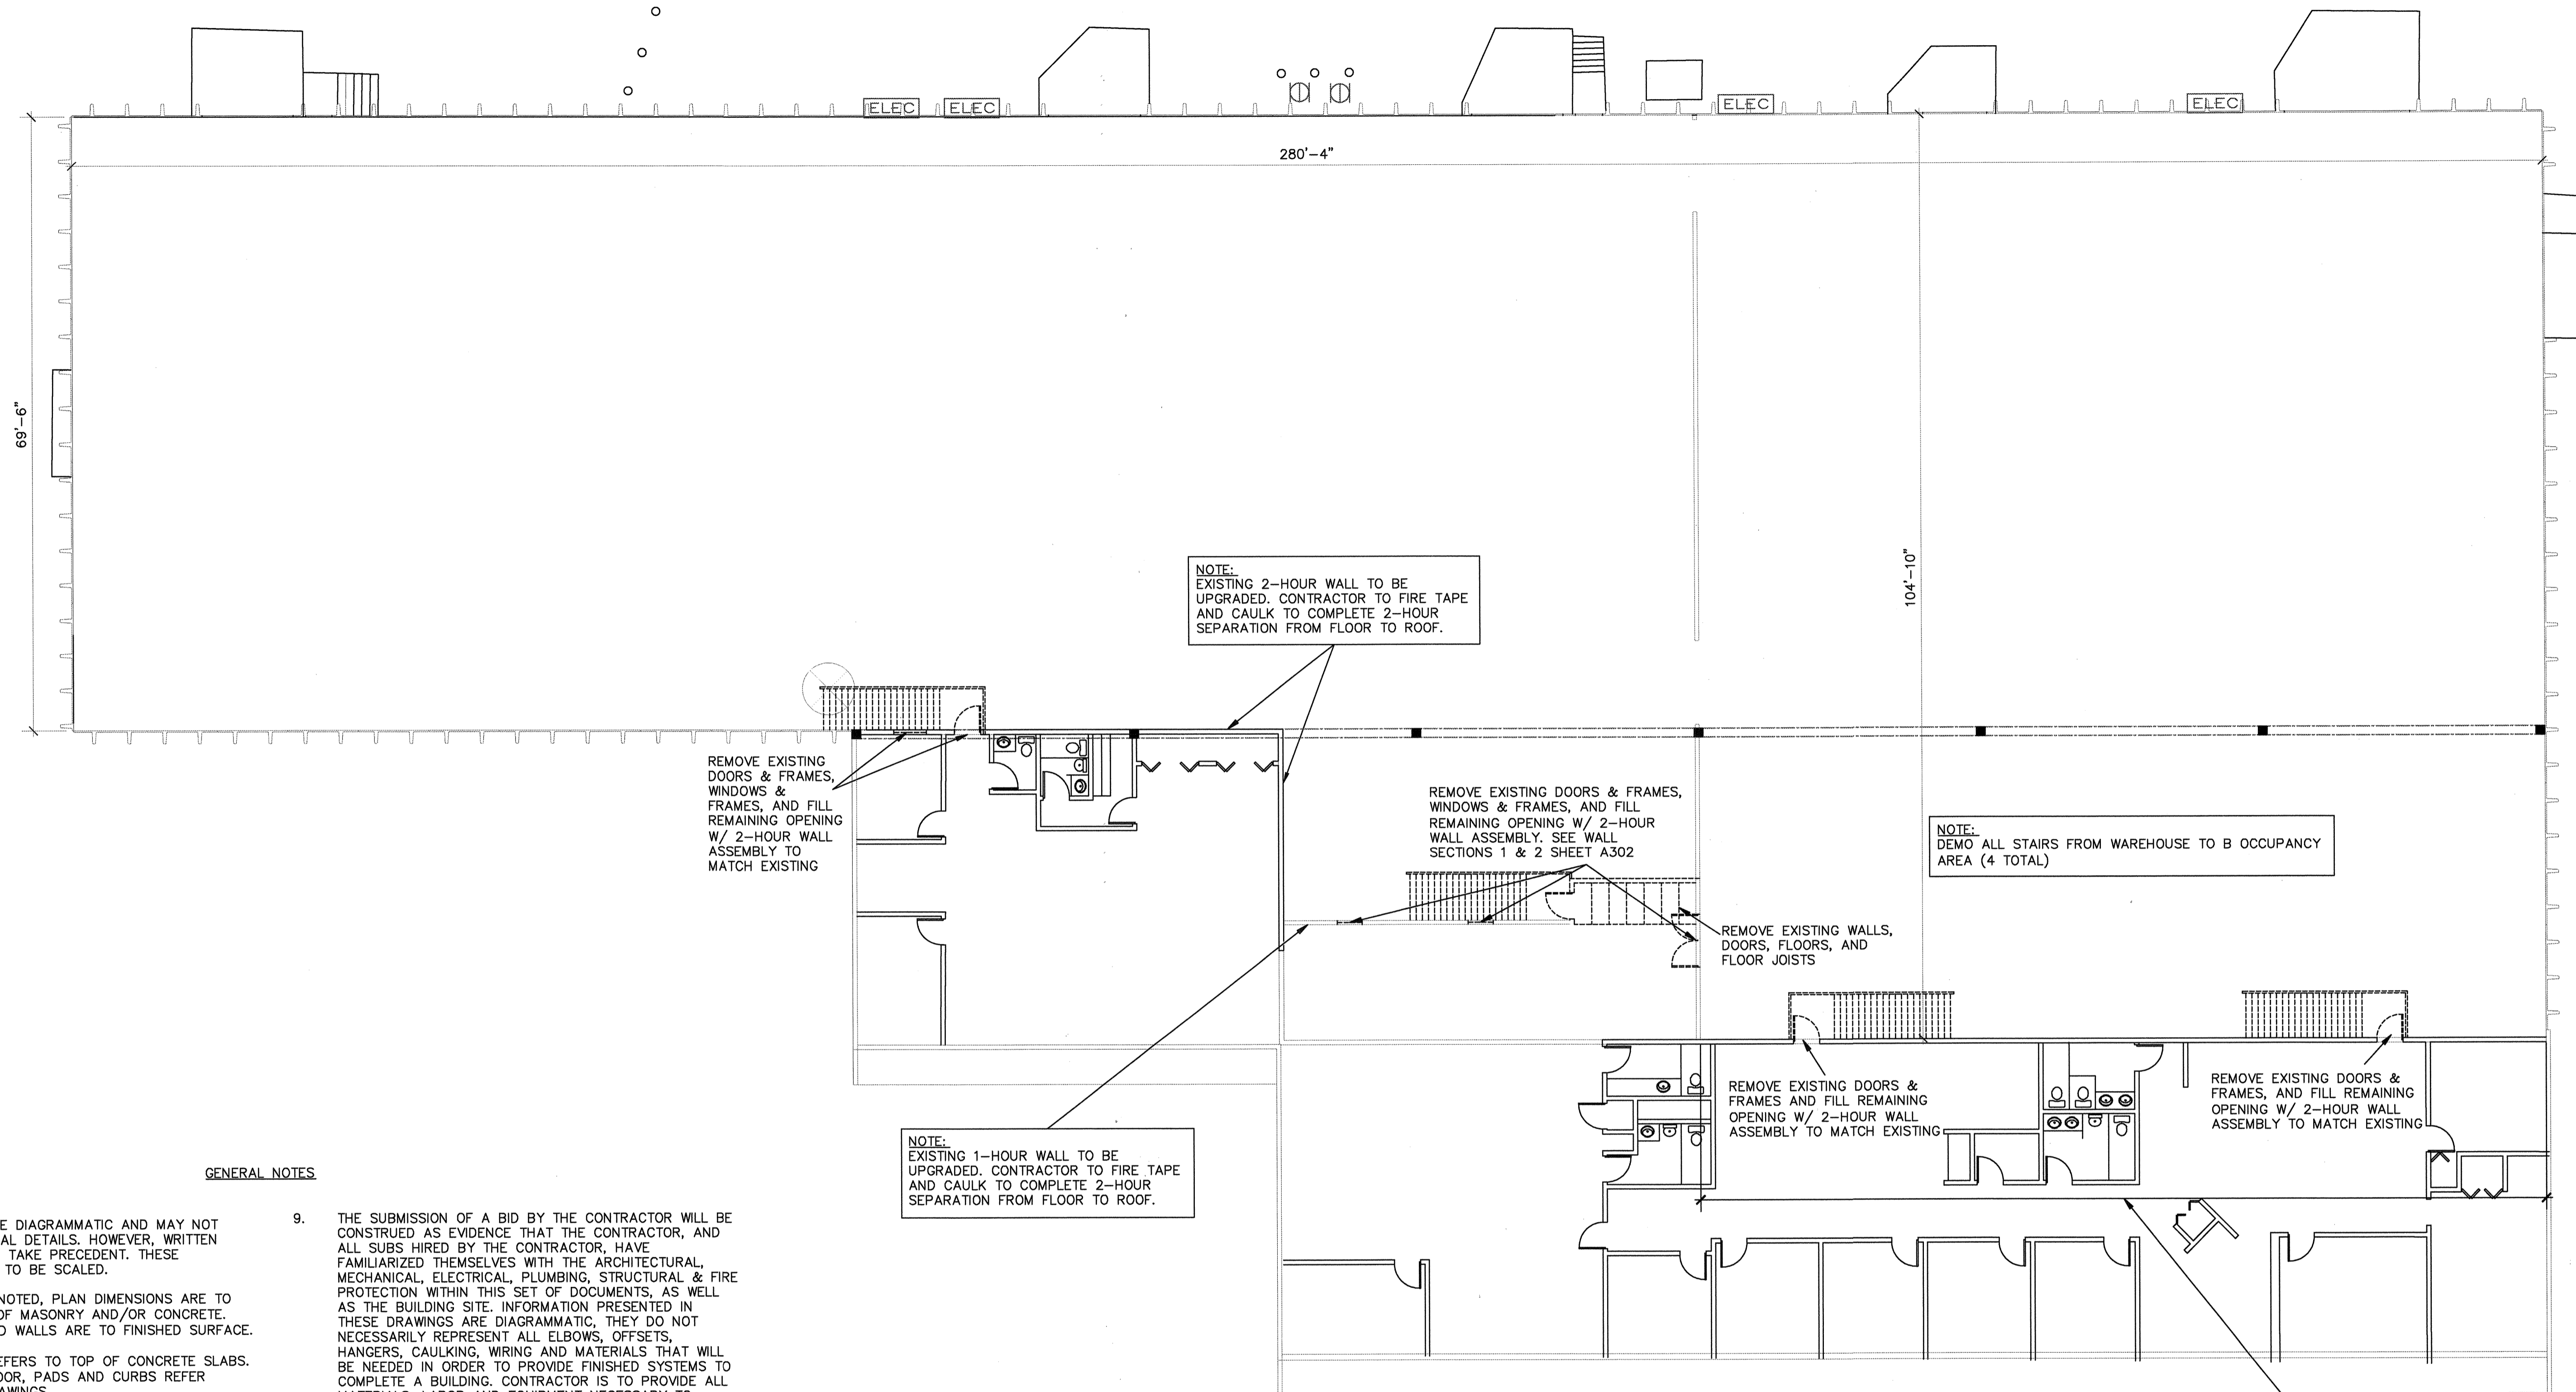 ELEC
ELEC
ELEC
ELEC
280'-4"
69'-6"
104'-10"
NOTE:
EXISTING 2-HOUR WALL TO BE
UPGRADED. CONTRACTOR TO FIRE TAPE
AND CAULK TO COMPLETE 2-HOUR
SEPARATION FROM FLOOR TO ROOF.
REMOVE EXISTING
DOORS & FRAMES,
WINDOWS &
FRAMES, AND FILL
REMAINING OPENING
W/ 2-HOUR WALL
ASSEMBLY TO
MATCH EXISTING
REMOVE EXISTING DOORS & FRAMES,
WINDOWS & FRAMES, AND FILL
REMAINING OPENING W/ 2-HOUR
WALL ASSEMBLY. SEE WALL
SECTIONS 1 & 2 SHEET A302
NOTE:
DEMO ALL STAIRS FROM WAREHOUSE TO B OCCUPANCY
AREA (4 TOTAL)
REMOVE EXISTING WALLS,
DOORS, FLOORS, AND
FLOOR JOISTS
REMOVE EXISTING DOORS &
FRAMES AND FILL REMAINING
OPENING W/ 2-HOUR WALL
ASSEMBLY TO MATCH EXISTING
REMOVE EXISTING DOORS &
FRAMES, AND FILL REMAINING
OPENING W/ 2-HOUR WALL
ASSEMBLY TO MATCH EXISTING
NOTE:
EXISTING 1-HOUR WALL TO BE
UPGRADED. CONTRACTOR TO FIRE TAPE
AND CAULK TO COMPLETE 2-HOUR
SEPARATION FROM FLOOR TO ROOF.
GENERAL NOTES
E DIAGRAMMATIC AND MAY NOT
AL DETAILS. HOWEVER, WRITTEN
TAKE PRECEDENT. THESE
TO BE SCALED.
NOTED, PLAN DIMENSIONS ARE TO
OF MASONRY AND/OR CONCRETE.
D WALLS ARE TO FINISHED SURFACE.
EFERS TO TOP OF CONCRETE SLABS.
OOR, PADS AND CURBS REFER
AWINGS
9. THE SUBMISSION OF A BID BY THE CONTRACTOR WILL BE
CONSTRUED AS EVIDENCE THAT THE CONTRACTOR, AND
ALL SUBS HIRED BY THE CONTRACTOR, HAVE
FAMILIARIZED THEMSELVES WITH THE ARCHITECTURAL,
MECHANICAL, ELECTRICAL, PLUMBING, STRUCTURAL & FIRE
PROTECTION WITHIN THIS SET OF DOCUMENTS, AS WELL
AS THE BUILDING SITE. INFORMATION PRESENTED IN
THESE DRAWINGS ARE DIAGRAMMATIC, THEY DO NOT
NECESSARILY REPRESENT ALL ELBOWS, OFFSETS,
HANGERS, CAULKING, WIRING AND MATERIALS THAT WILL
BE NEEDED IN ORDER TO PROVIDE FINISHED SYSTEMS TO
COMPLETE A BUILDING. CONTRACTOR IS TO PROVIDE ALL
MATERIALS, LABOR AND EQUIPMENT NECESSARY TO